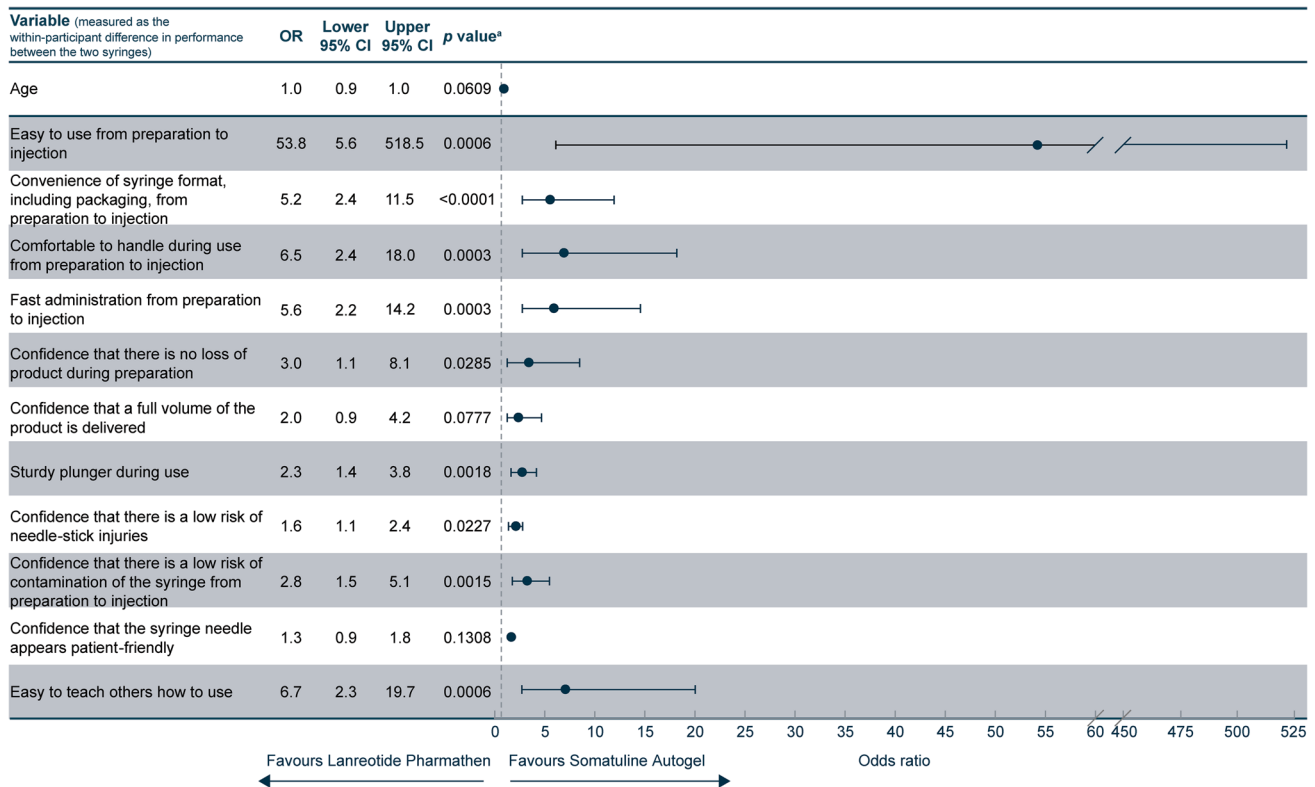 Variable (measured as the
within-participant difference in performance
between the two syringes)
OR
Lower
95% CI
Upper
95% CI
p valueª
Age
1.0 0.9 1.0 0.0609
Easy to use from preparation to
injection
53.8 5.6 518.5 0.0006
Convenience of syringe format,
including packaging, from
preparation to injection
5.2 2.4 11.5 <0.0001
Comfortable to handle during use
from preparation to injection
6.5 2.4 18.0 0.0003
Fast administration from preparation
to injection
5.6 2.2 14.2 0.0003
Confidence that there is no loss of
product during preparation
3.0 1.1 8.1 0.0285
Confidence that a full volume of the
product is delivered
2.0 0.9 4.2 0.0777
Sturdy plunger during use
2.3 1.4 3.8 0.0018
Confidence that there is a low risk of
needle-stick injuries
1.6 1.1 2.4 0.0227
Confidence that there is a low risk of
contamination of the syringe from
preparation to injection
2.8 1.5 5.1 0.0015
Confidence that the syringe needle
appears patient-friendly
1.3 0.9 1.8 0.1308
Easy to teach others how to use
6.7 2.3 19.7 0.0006
0 5 10 15 20 25 30 35 40 45 50 55 60 450 475 500 525
Favours Lanreotide Pharmathen
Favours Somatuline Autogel
Odds ratio